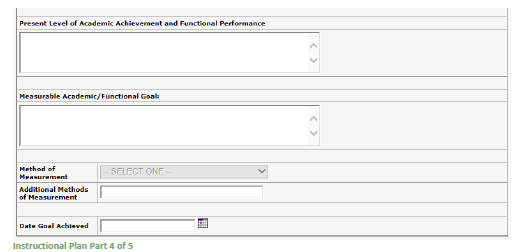 Present Level of Academic Achievement and Functional Performance
Measurable Academic/Functional Goal:
Method of
Measurement
-- SELECT ONE --
Additional Methods
of Measurement
Date Goal Achieved
Instructional Plan Part 4 of 5